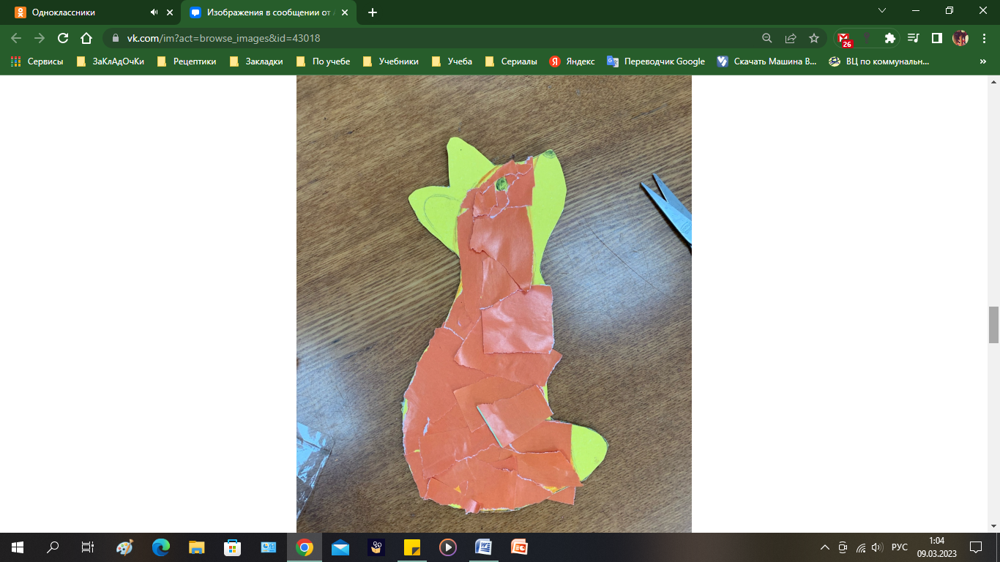 Одноклассники
Изображения в сообщении от
vk.com/im?act=browse_images&id=43018
26
Сервисы ЗаКлАдОчКи Рецептики Закладки По учебе Учебники Учеба Сериалы Яндекс Переводчик Google Скачать Машина В... ВЦ по коммунальн... »
РУС
1:04
09.03.2023